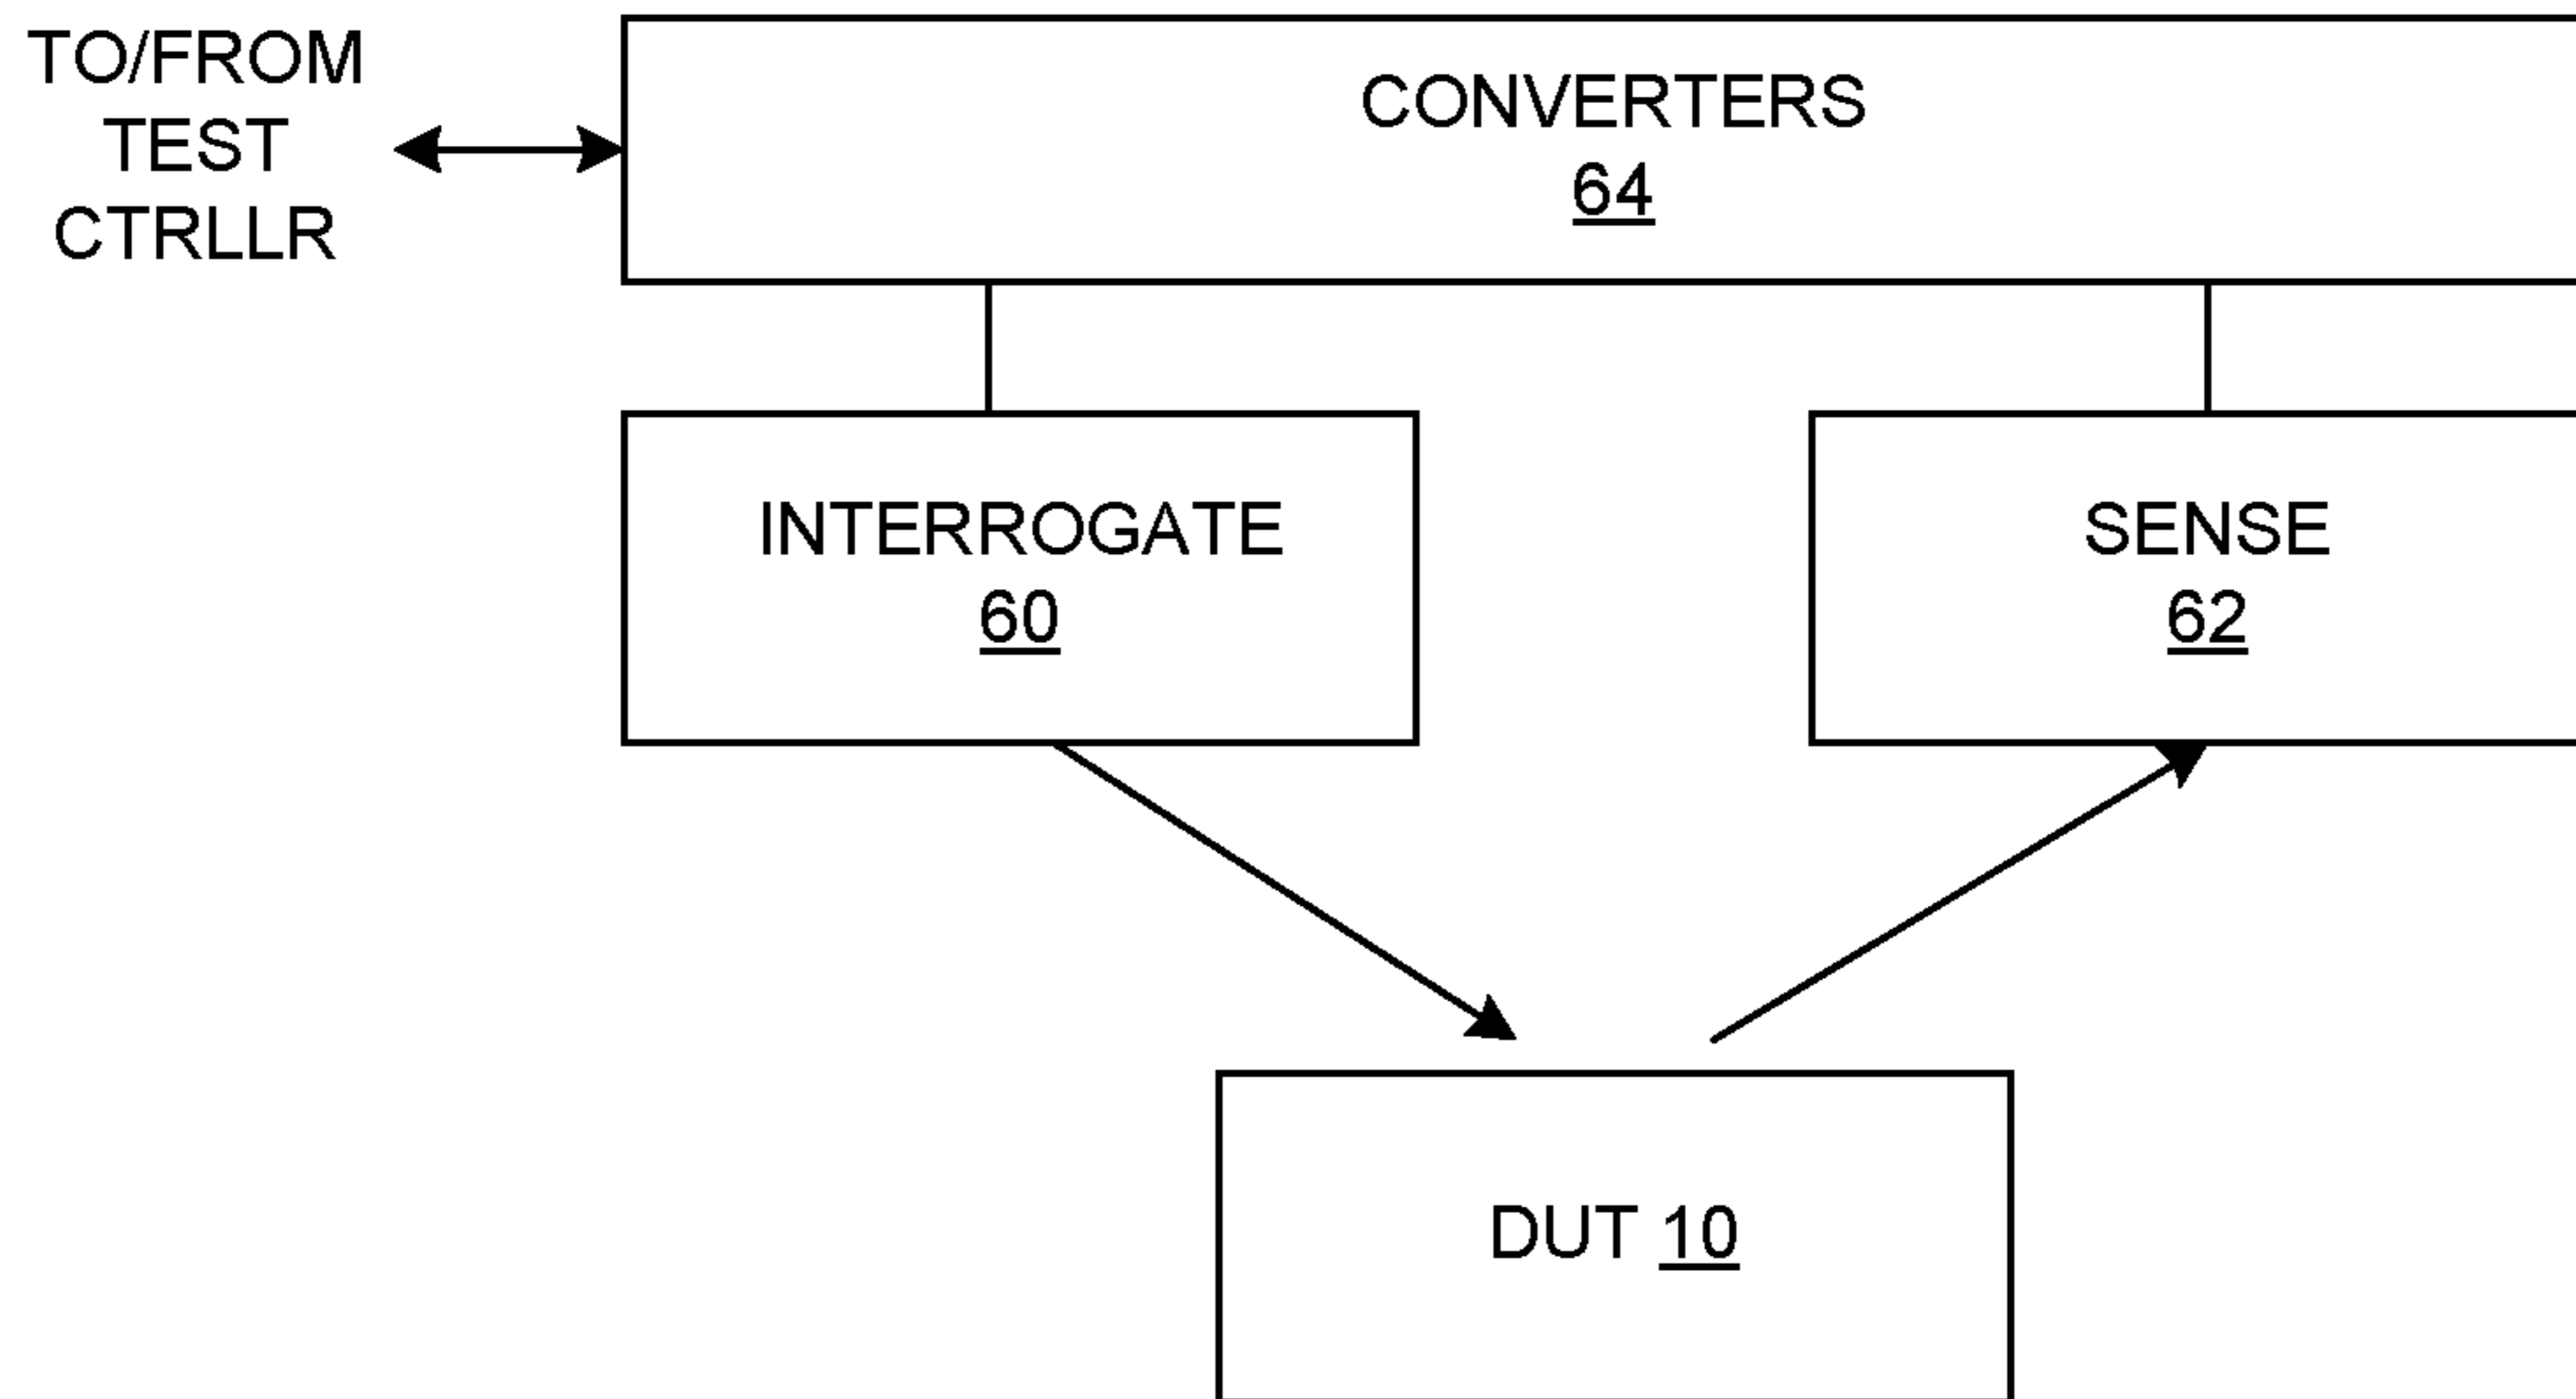 TO/FROM
TEST
CTRLLR
CONVERTERS
64
INTERROGATE
60
SENSE
62
DUT 10